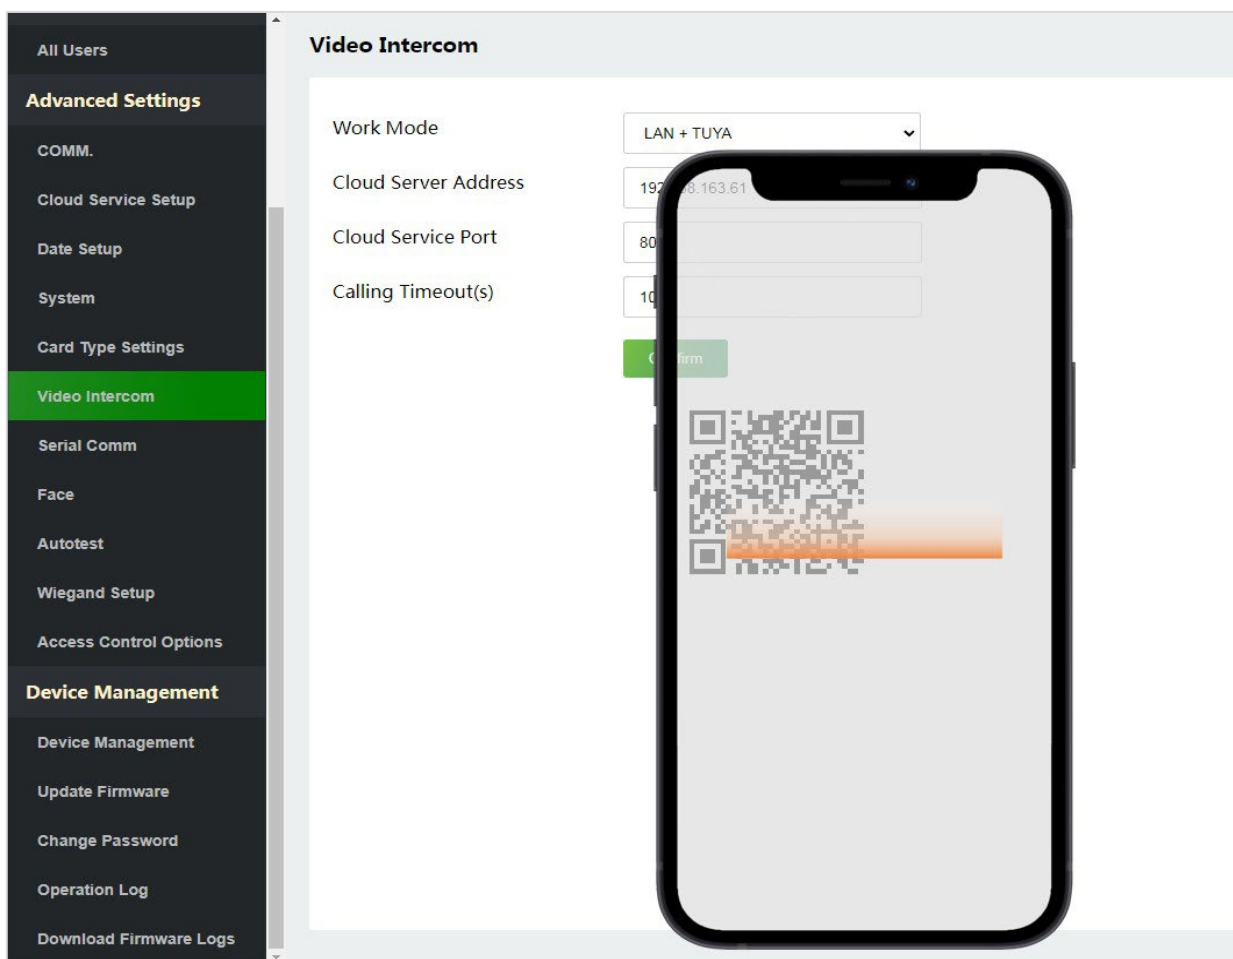 All Users
Advanced Settings
COMM.
Cloud Service Setup
Date Setup
System
Card Type Settings
Video Intercom
Serial Comm
Face
Autotest
Wiegand Setup
Access Control Options
Device Management
Device Management
Update Firmware
Change Password
Operation Log
Download Firmware Logs
Video Intercom
Work Mode LAN + TUYA
Cloud Server Address
Cloud Service Port
Calling Timeout(s)